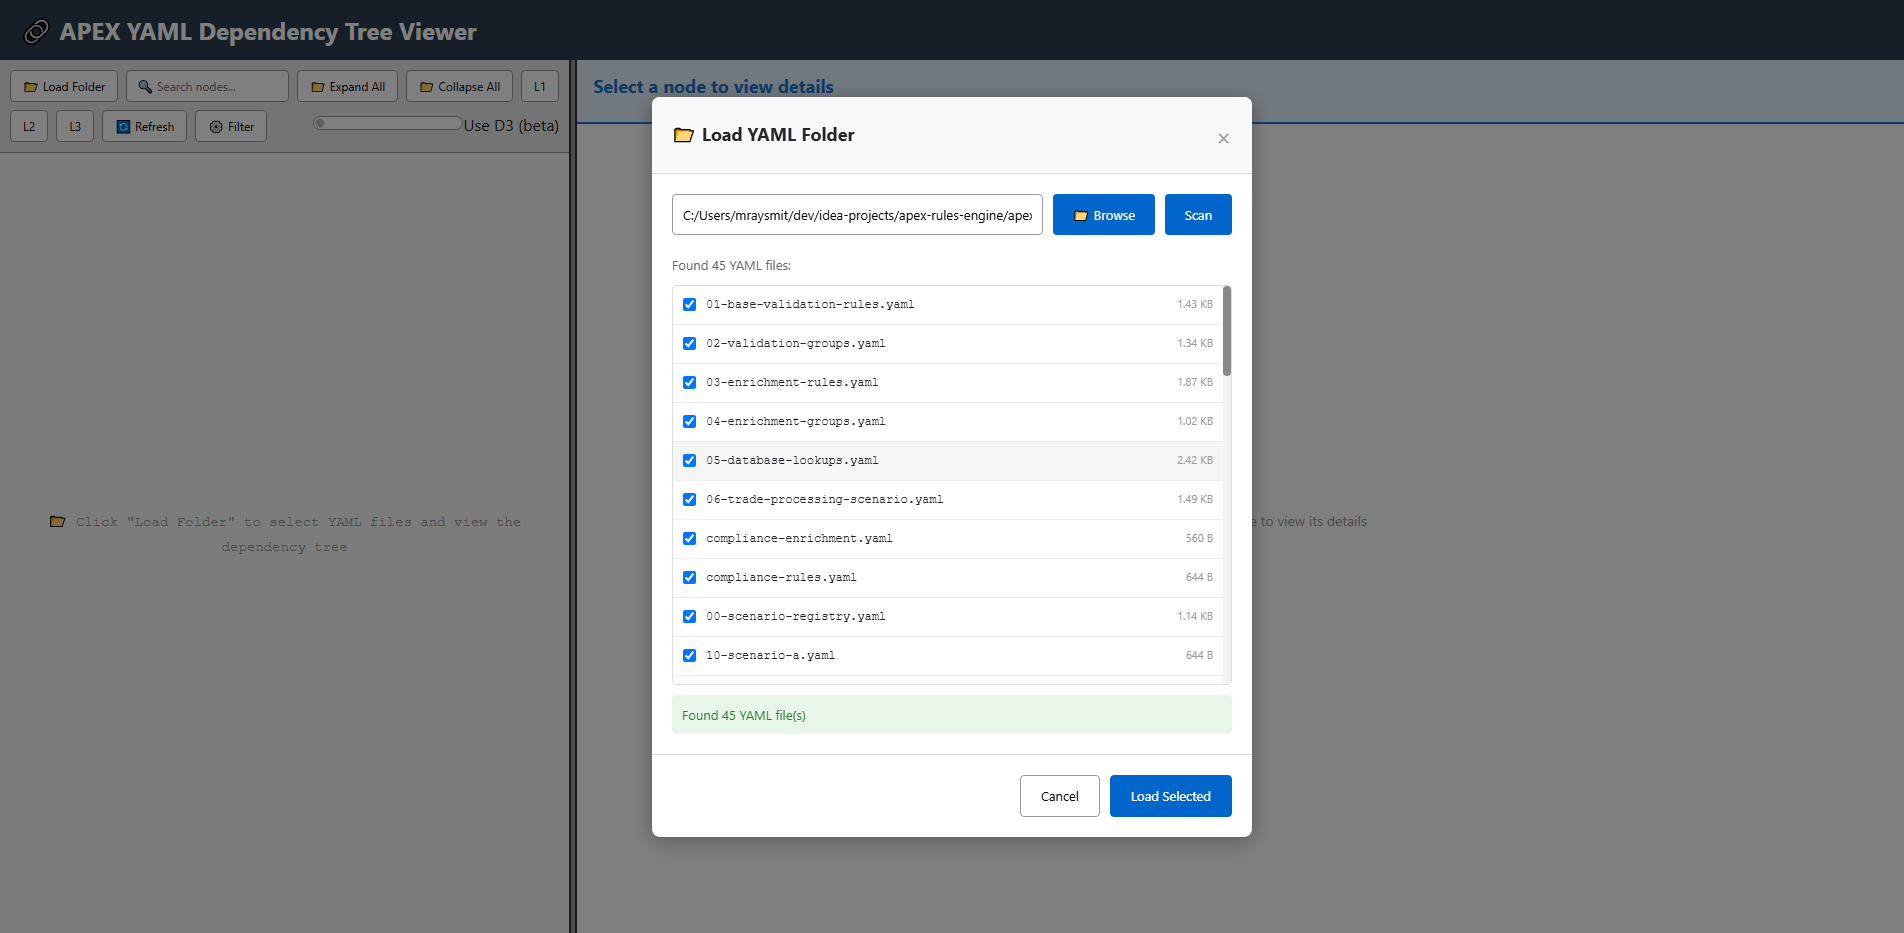 APEX YAML Dependency Tree Viewer
Load Folder
Search nodes...
Expand All
Collapse All
L1
L2
L3
Refresh
Filter
Use D3 (beta)
Click "Load Folder" to select YAML files and view the
dependency tree
Select a node to view details
to view its details
Load YAML Folder
×
C:/Users/mraysmit/dev/idea-projects/apex-rules-engine/apex
Browse
Scan
Found 45 YAML files:
01-base-validation-rules.yaml 1.43 KB
02-validation-groups.yaml 1.34 KB
03-enrichment-rules.yaml 1.87 KB
04-enrichment-groups.yaml 1.02 KB
05-database-lookups.yaml 2.42 KB
06-trade-processing-scenario.yaml 1.49 KB
compliance-enrichment.yaml 560 B
compliance-rules.yaml 644 B
00-scenario-registry.yaml 1.14 KB
10-scenario-a.yaml 644 B
Found 45 YAML file(s)
Cancel
Load Selected